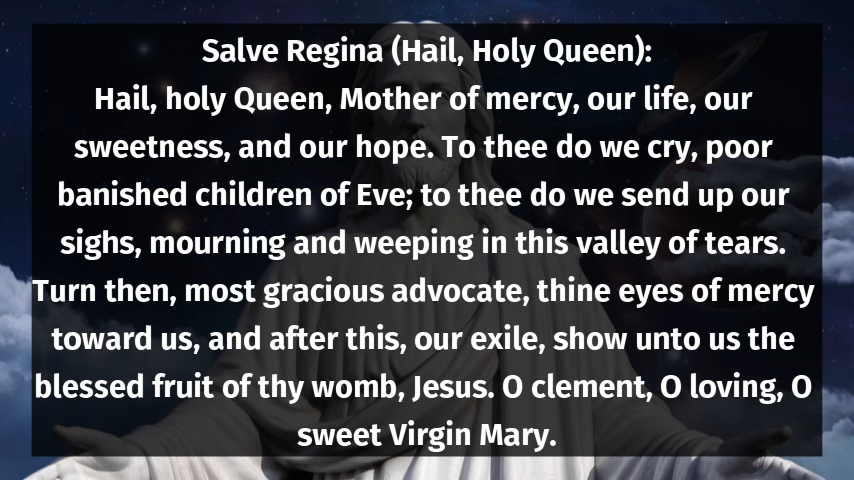 Salve Regina (Hail, Holy Queen):
Hail, holy Queen, Mother of mercy, our life, our
sweetness, and our hope. To thee do we cry, poor
banished children of Eve; to thee do we send up our
sighs, mourning and weeping in this valley of tears.
Turn then, most gracious advocate, thine eyes of mercy
toward us, and after this, our exile, show unto us the
blessed fruit of thy womb, Jesus. O clement, O loving, O
sweet Virgin Mary.